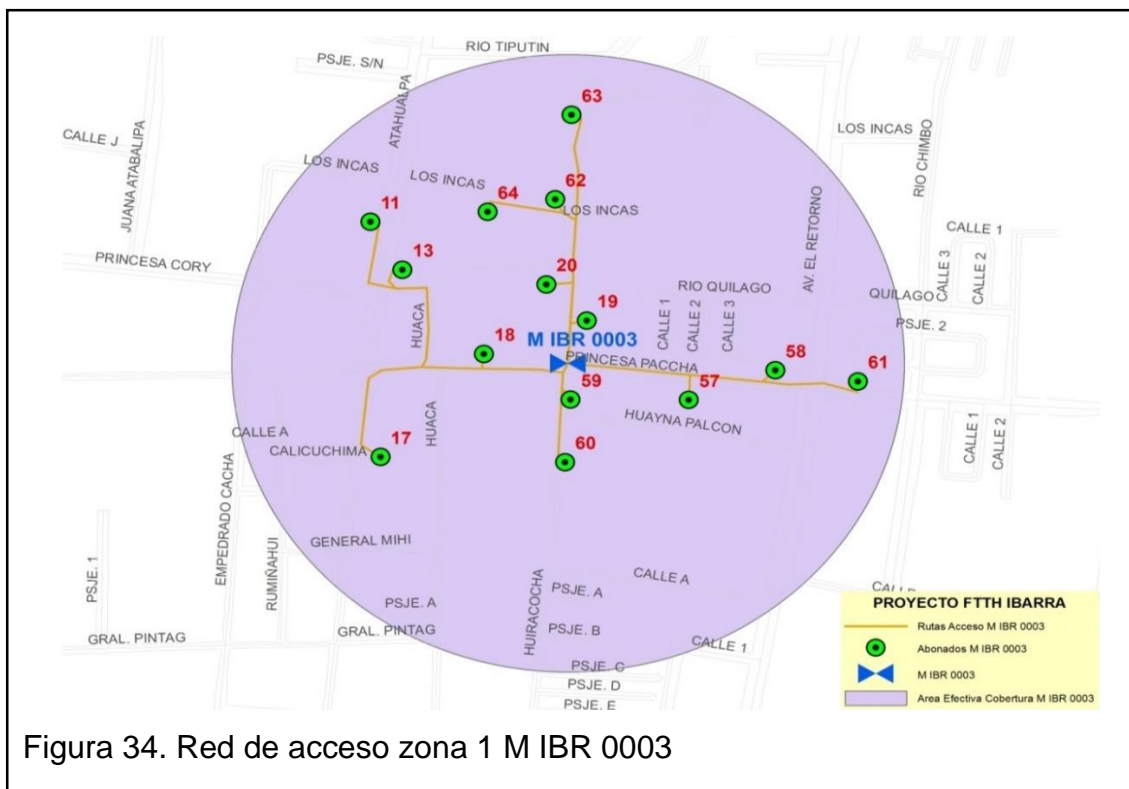 RIO TIPUTIN
PSJE. S/N
ATAHUALPA
JUANA ATABALIPA
CALLE J
LOS INCAS
RIO CHIMBO
LOS INCAS
LOS INCAS
LOS INCAS
63
62
64
11
13
20
19
18
M IBR 0003
PRINCESA CORY
HUACA
RIO QUILAGO
AV. EL RETORNO
CALLE 1
CALLE 3
CALLE 2
QUILAGO
PSJE. 2
CALLE 1
CALLE 2
CALLE 3
PRINCESA PACCHA
58
61
59
57
HUAYNA PALCON
60
17
HUACA
CALLE A
CALICUCHIMA
EMPEDRADO CACHA
CALLE 1
CALLE 2
PSJE. 1
RUMIÑAHUI
GENERAL MIHI
PSJE. A
GRAL. PINTAG
GRAL. PINTAG
HUIRACOCHA
CALLE A
PSJE. A
PSJE. B
CALLE 1
PSJE. C
PSJE. D
PSJE. E
PROYECTO FTTH IBARRA
Rutas Acceso M IBR 0003
Abonados M IBR 0003
M IBR 0003
Area Efectiva Cobertura M IBR 0003
Figura 34. Red de acceso zona 1 M IBR 0003